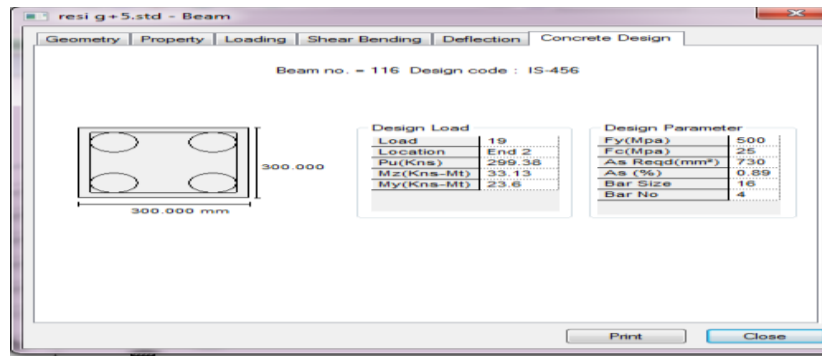 resi g+5.std - Beam
Geometry Property Loading Shear Bending Deflection Concrete Design
Beam no. = 116 Design code : IS-456
300.000
300.000 mm
Design Load
Load 19
Location End 2
Pu(Kns) 299.38
Mz(Kns-Mt) 33.13
My(Kns-Mt) 23.6
Design Parameter
Fy(Mpa) 500
Fc(Mpa) 25
As Reqd(mm²) 730
As (%) 0.89
Bar Size 16
Bar No 4
Print Close